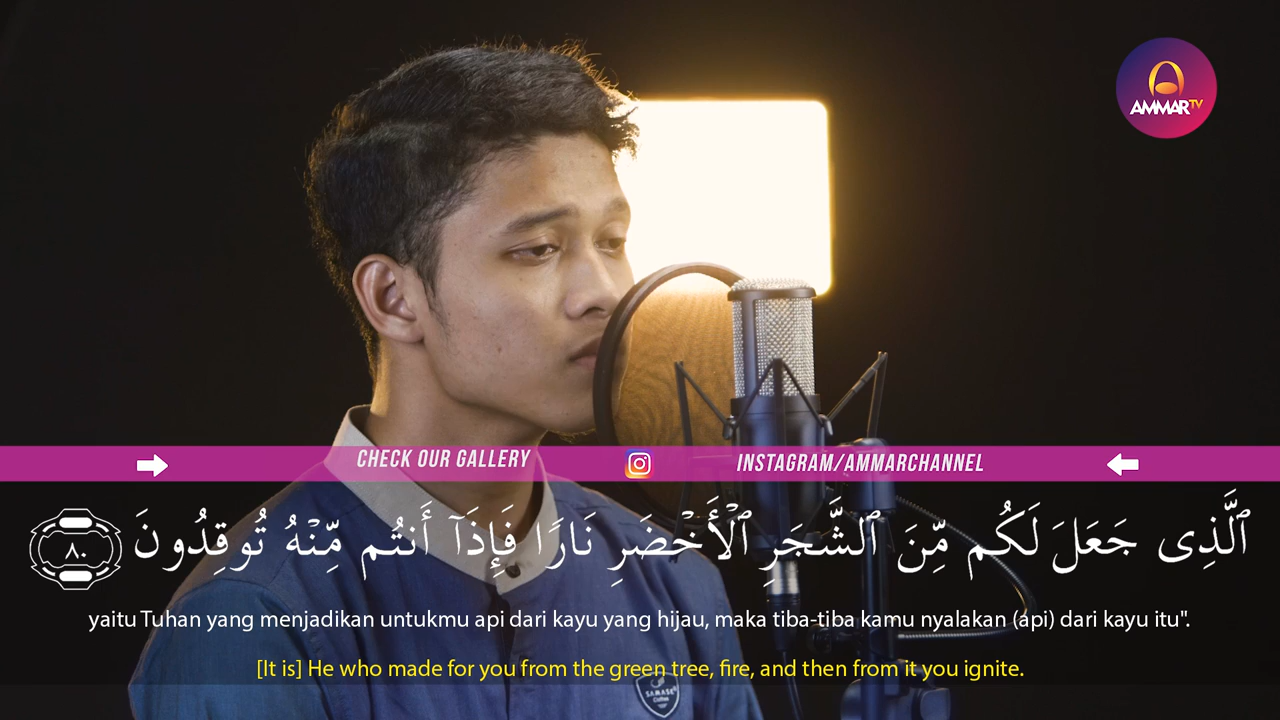 AMMARTV
CHECK OUR GALLERY
INSTAGRAM/AMMARCHANNEL
ٱلَّذِى جَعَلَ لَكُم مِّنَ ٱلشَّجَرِ ٱلْأَخْضَرِ نَارًا فَإِذَآ أَنتُم مِّنْهُ تُوقِدُونَ ٨٠
yaitu Tuhan yang menjadikan untukmu api dari kayu yang hijau, maka tiba-tiba kamu nyalakan (api) dari kayu itu".
[It is] He who made for you from the green tree, fire, and then from it you ignite.
SAMASE
Clothes